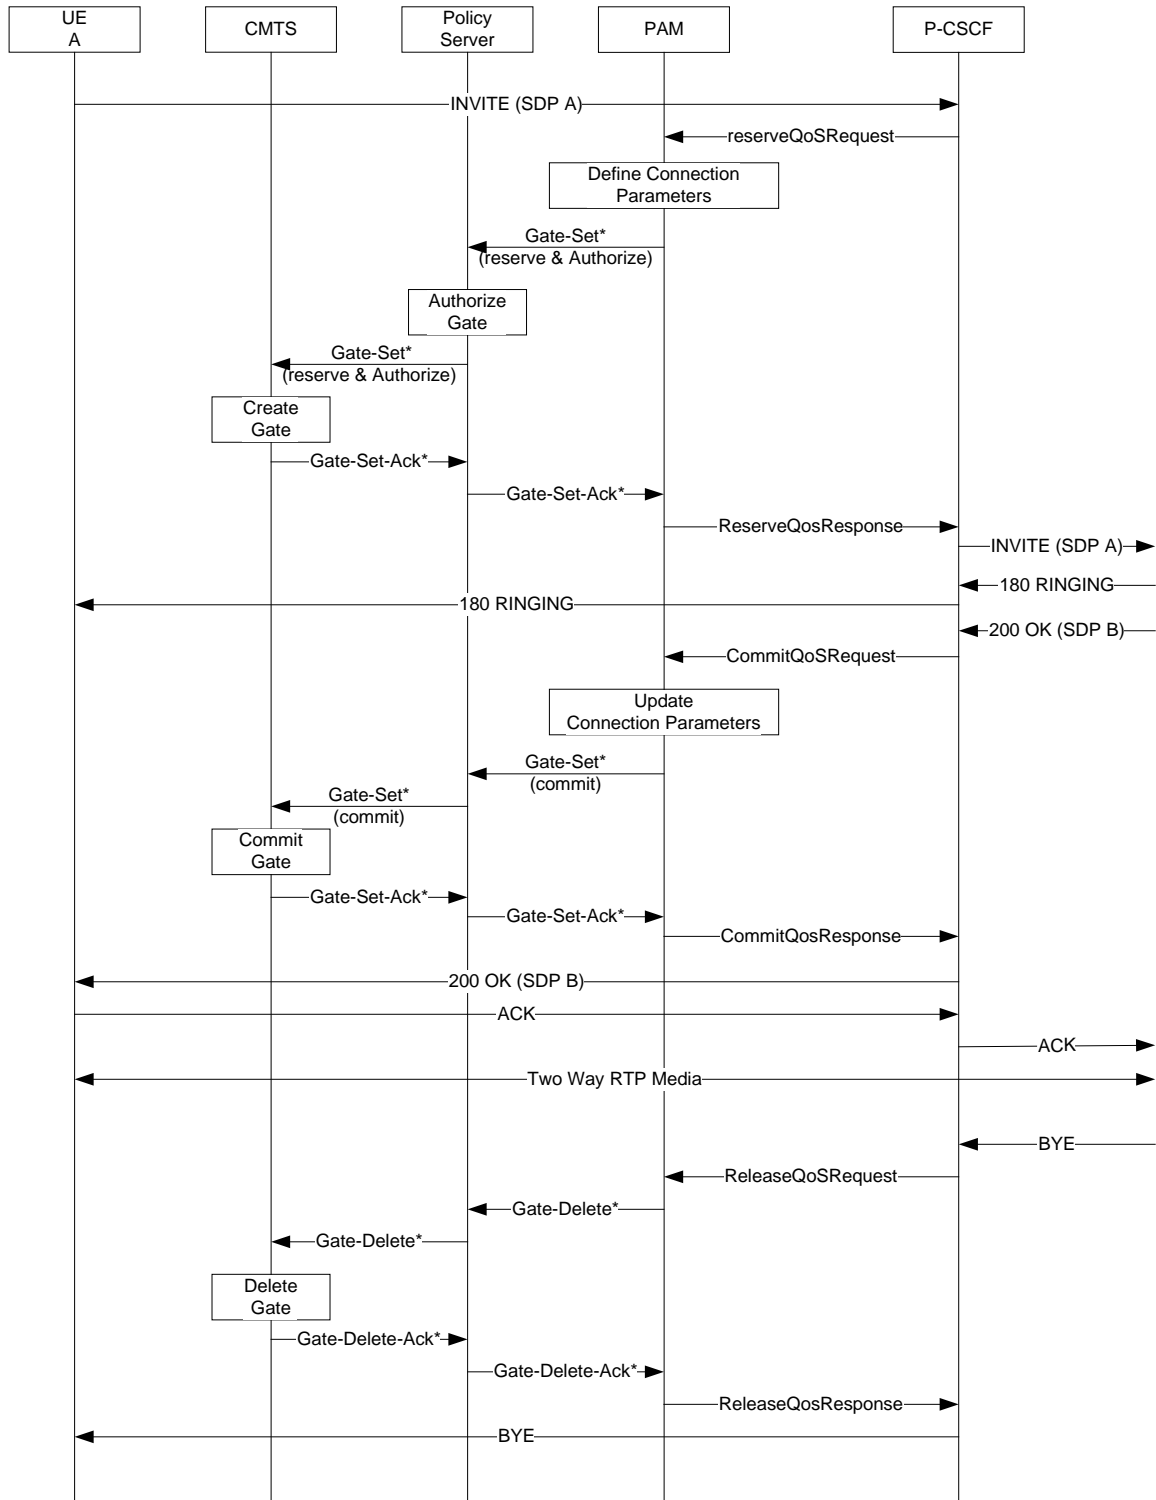 UE
A
CMTS
Policy
Server
PAM
P-CSCF
INVITE (SDP A)
reserveQoSRequest
Define Connection
Parameters
Gate-Set*
(reserve & Authorize)
Authorize
Gate
Gate-Set*
(reserve & Authorize)
Create
Gate
Gate-Set-Ack*
Gate-Set-Ack*
ReserveQosResponse
INVITE (SDP A)
180 RINGING
180 RINGING
200 OK (SDP B)
CommitQoSRequest
Update
Connection Parameters
Gate-Set*
(commit)
Gate-Set*
(commit)
Commit
Gate
Gate-Set-Ack*
Gate-Set-Ack*
CommitQosResponse
200 OK (SDP B)
ACK
ACK
Two Way RTP Media
BYE
ReleaseQoSRequest
Gate-Delete*
Gate-Delete*
Delete
Gate
Gate-Delete-Ack*
Gate-Delete-Ack*
ReleaseQosResponse
BYE